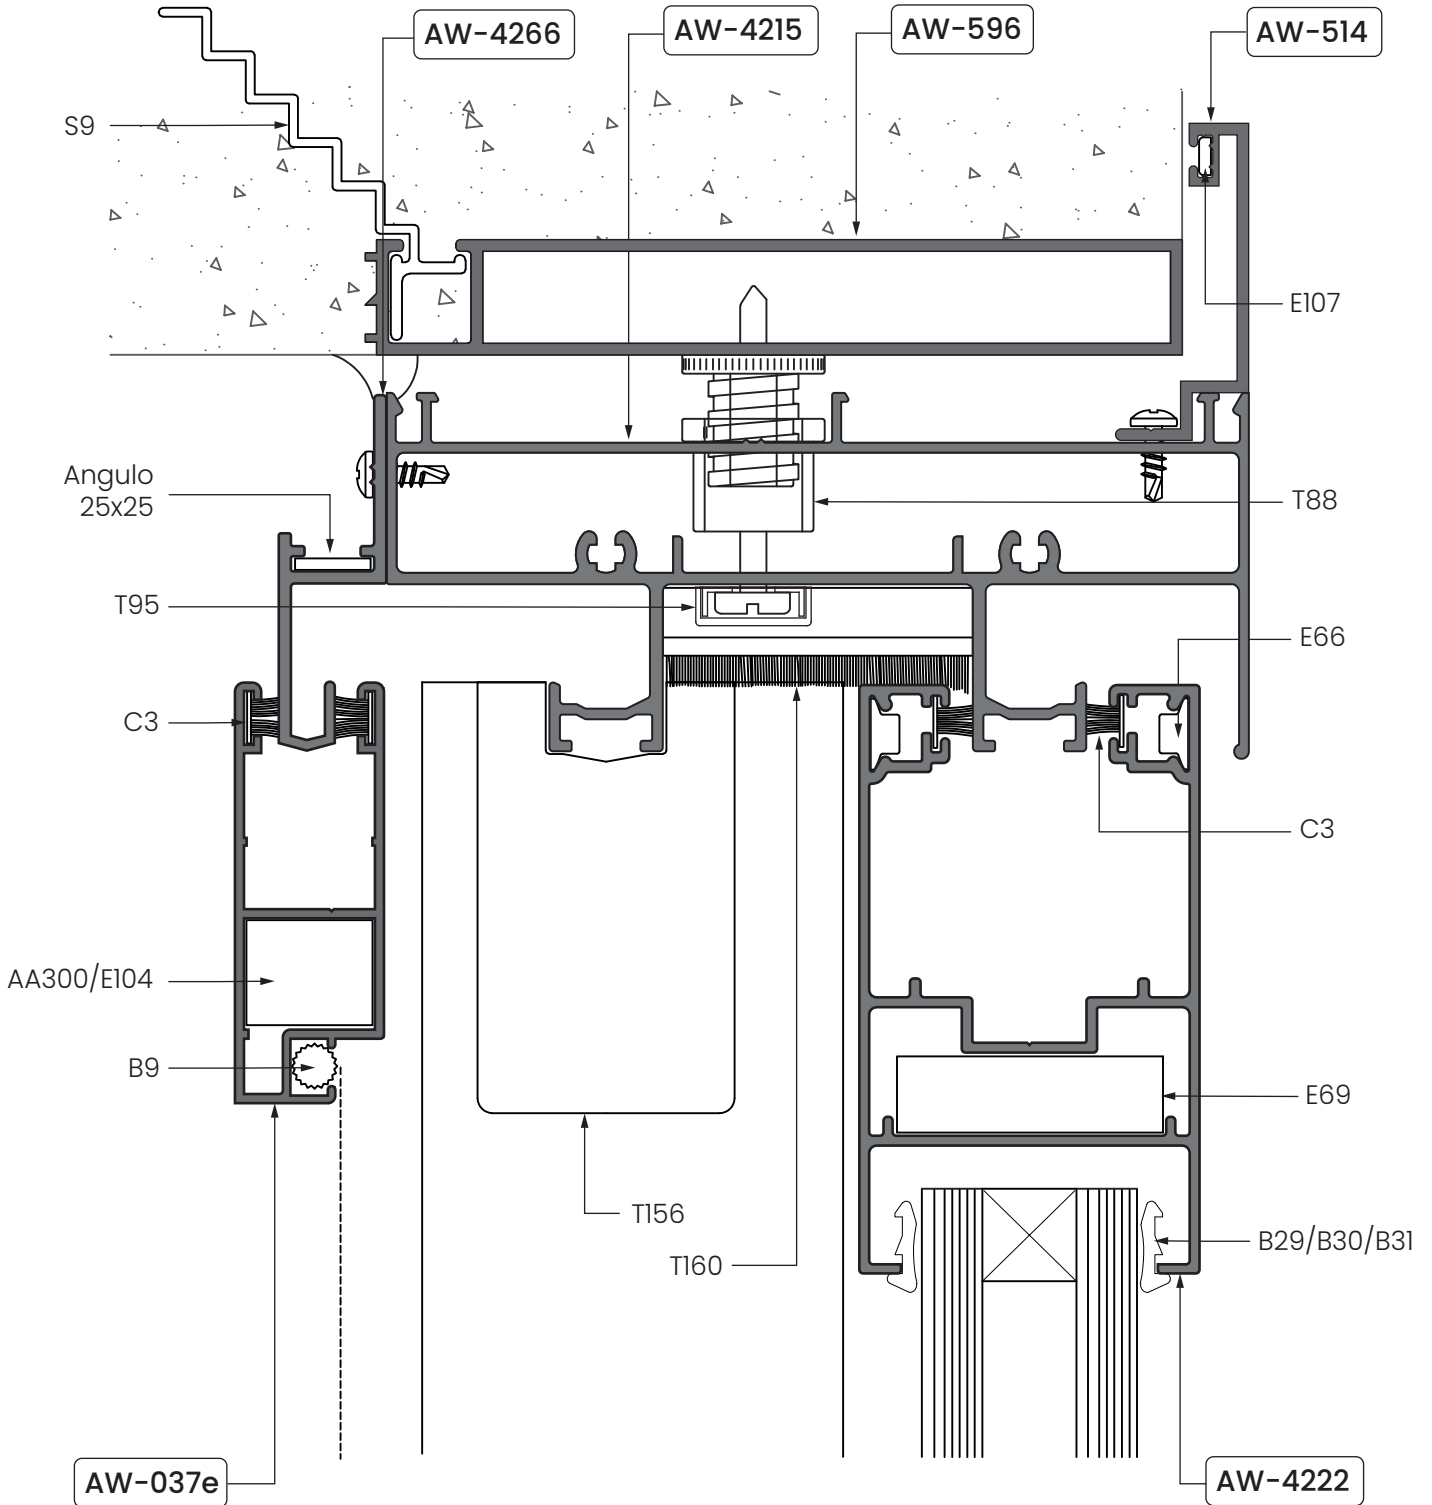 AW-4266
AW-4215
AW-596
AW-514
S9
E107
Angulo
25x25
T88
T95
E66
C3
C3
AA300/E104
B9
E69
T156
T160
B29/B30/B31
AW-037e
AW-4222